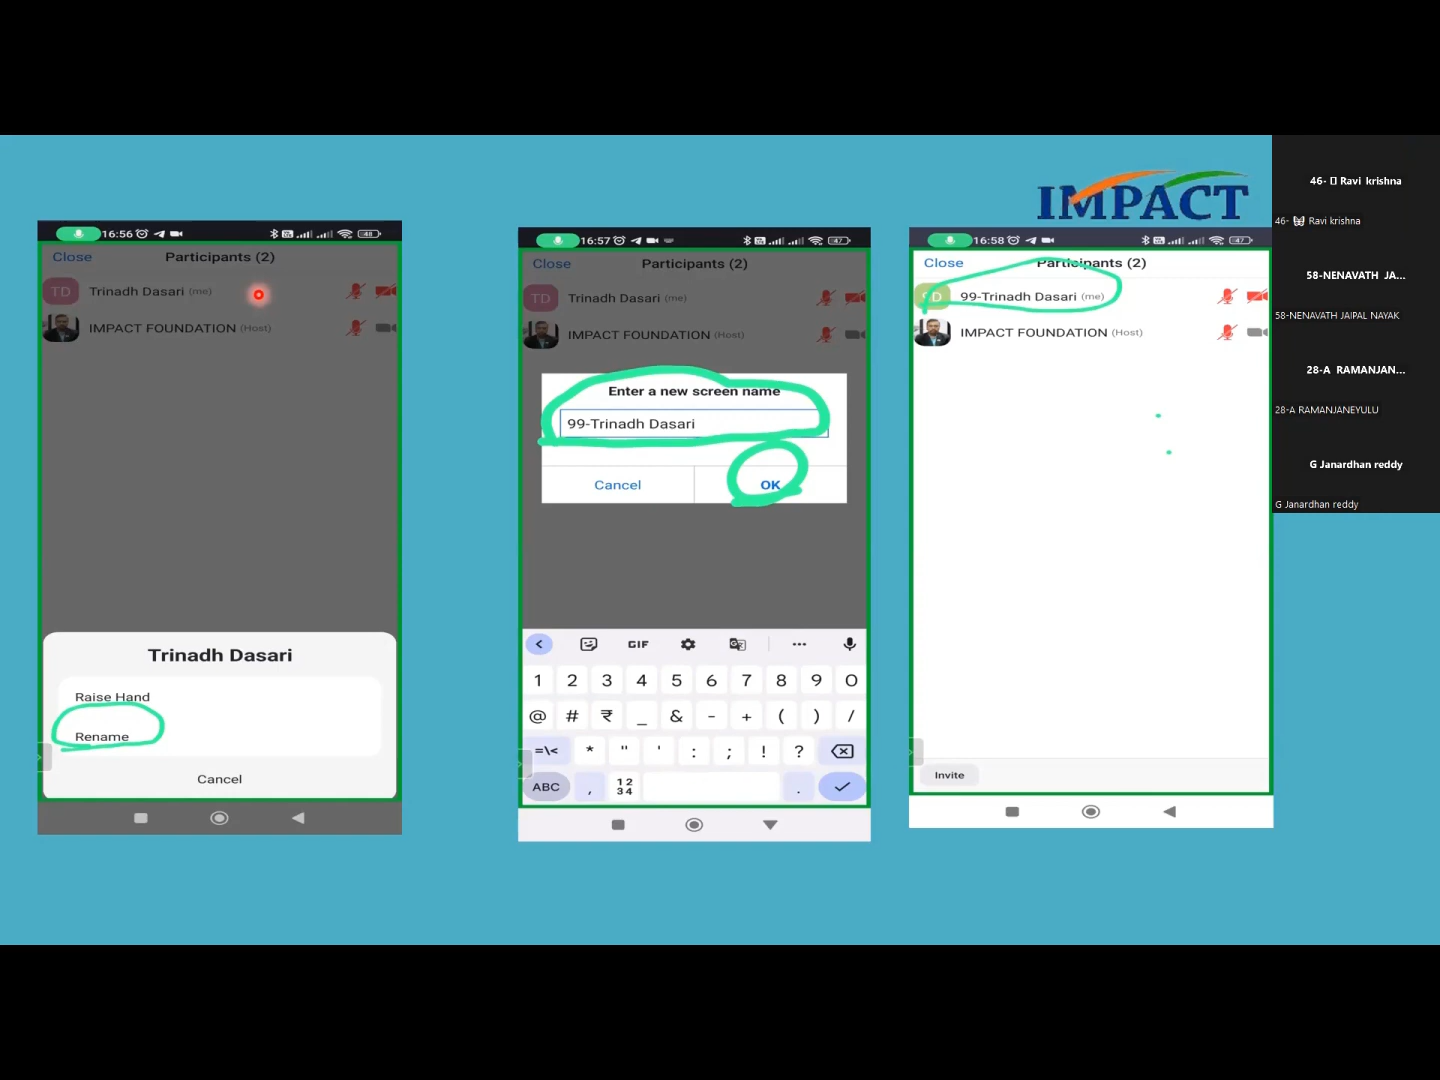 IMPACT
16:56
48
Close
Participants (2)
TD
Trinadh Dasari (me)
IMPACT FOUNDATION (Host)
Trinadh Dasari
Raise Hand
Rename
Cancel
16:57
47
Close
Participants (2)
TD
Trinadh Dasari (me)
IMPACT FOUNDATION (Host)
Enter a new screen name
99-Trinadh Dasari
Cancel
OK
GIF
1 2 3 4 5 6 7 8 9 0
@ # ₹ _ & - + ( ) /
=\< * " ' : ; ! ?
ABC , 12 34 .
16:58
47
Close
Participants (2)
99-Trinadh Dasari (me)
IMPACT FOUNDATION (Host)
Invite
46- Ravi krishna
46- Ravi krishna
58-NENAVATH JA...
58-NENAVATH JAIPAL NAYAK
28-A RAMANJAN...
28-A RAMANJANEYULU
G Janardhan reddy
G Janardhan reddy